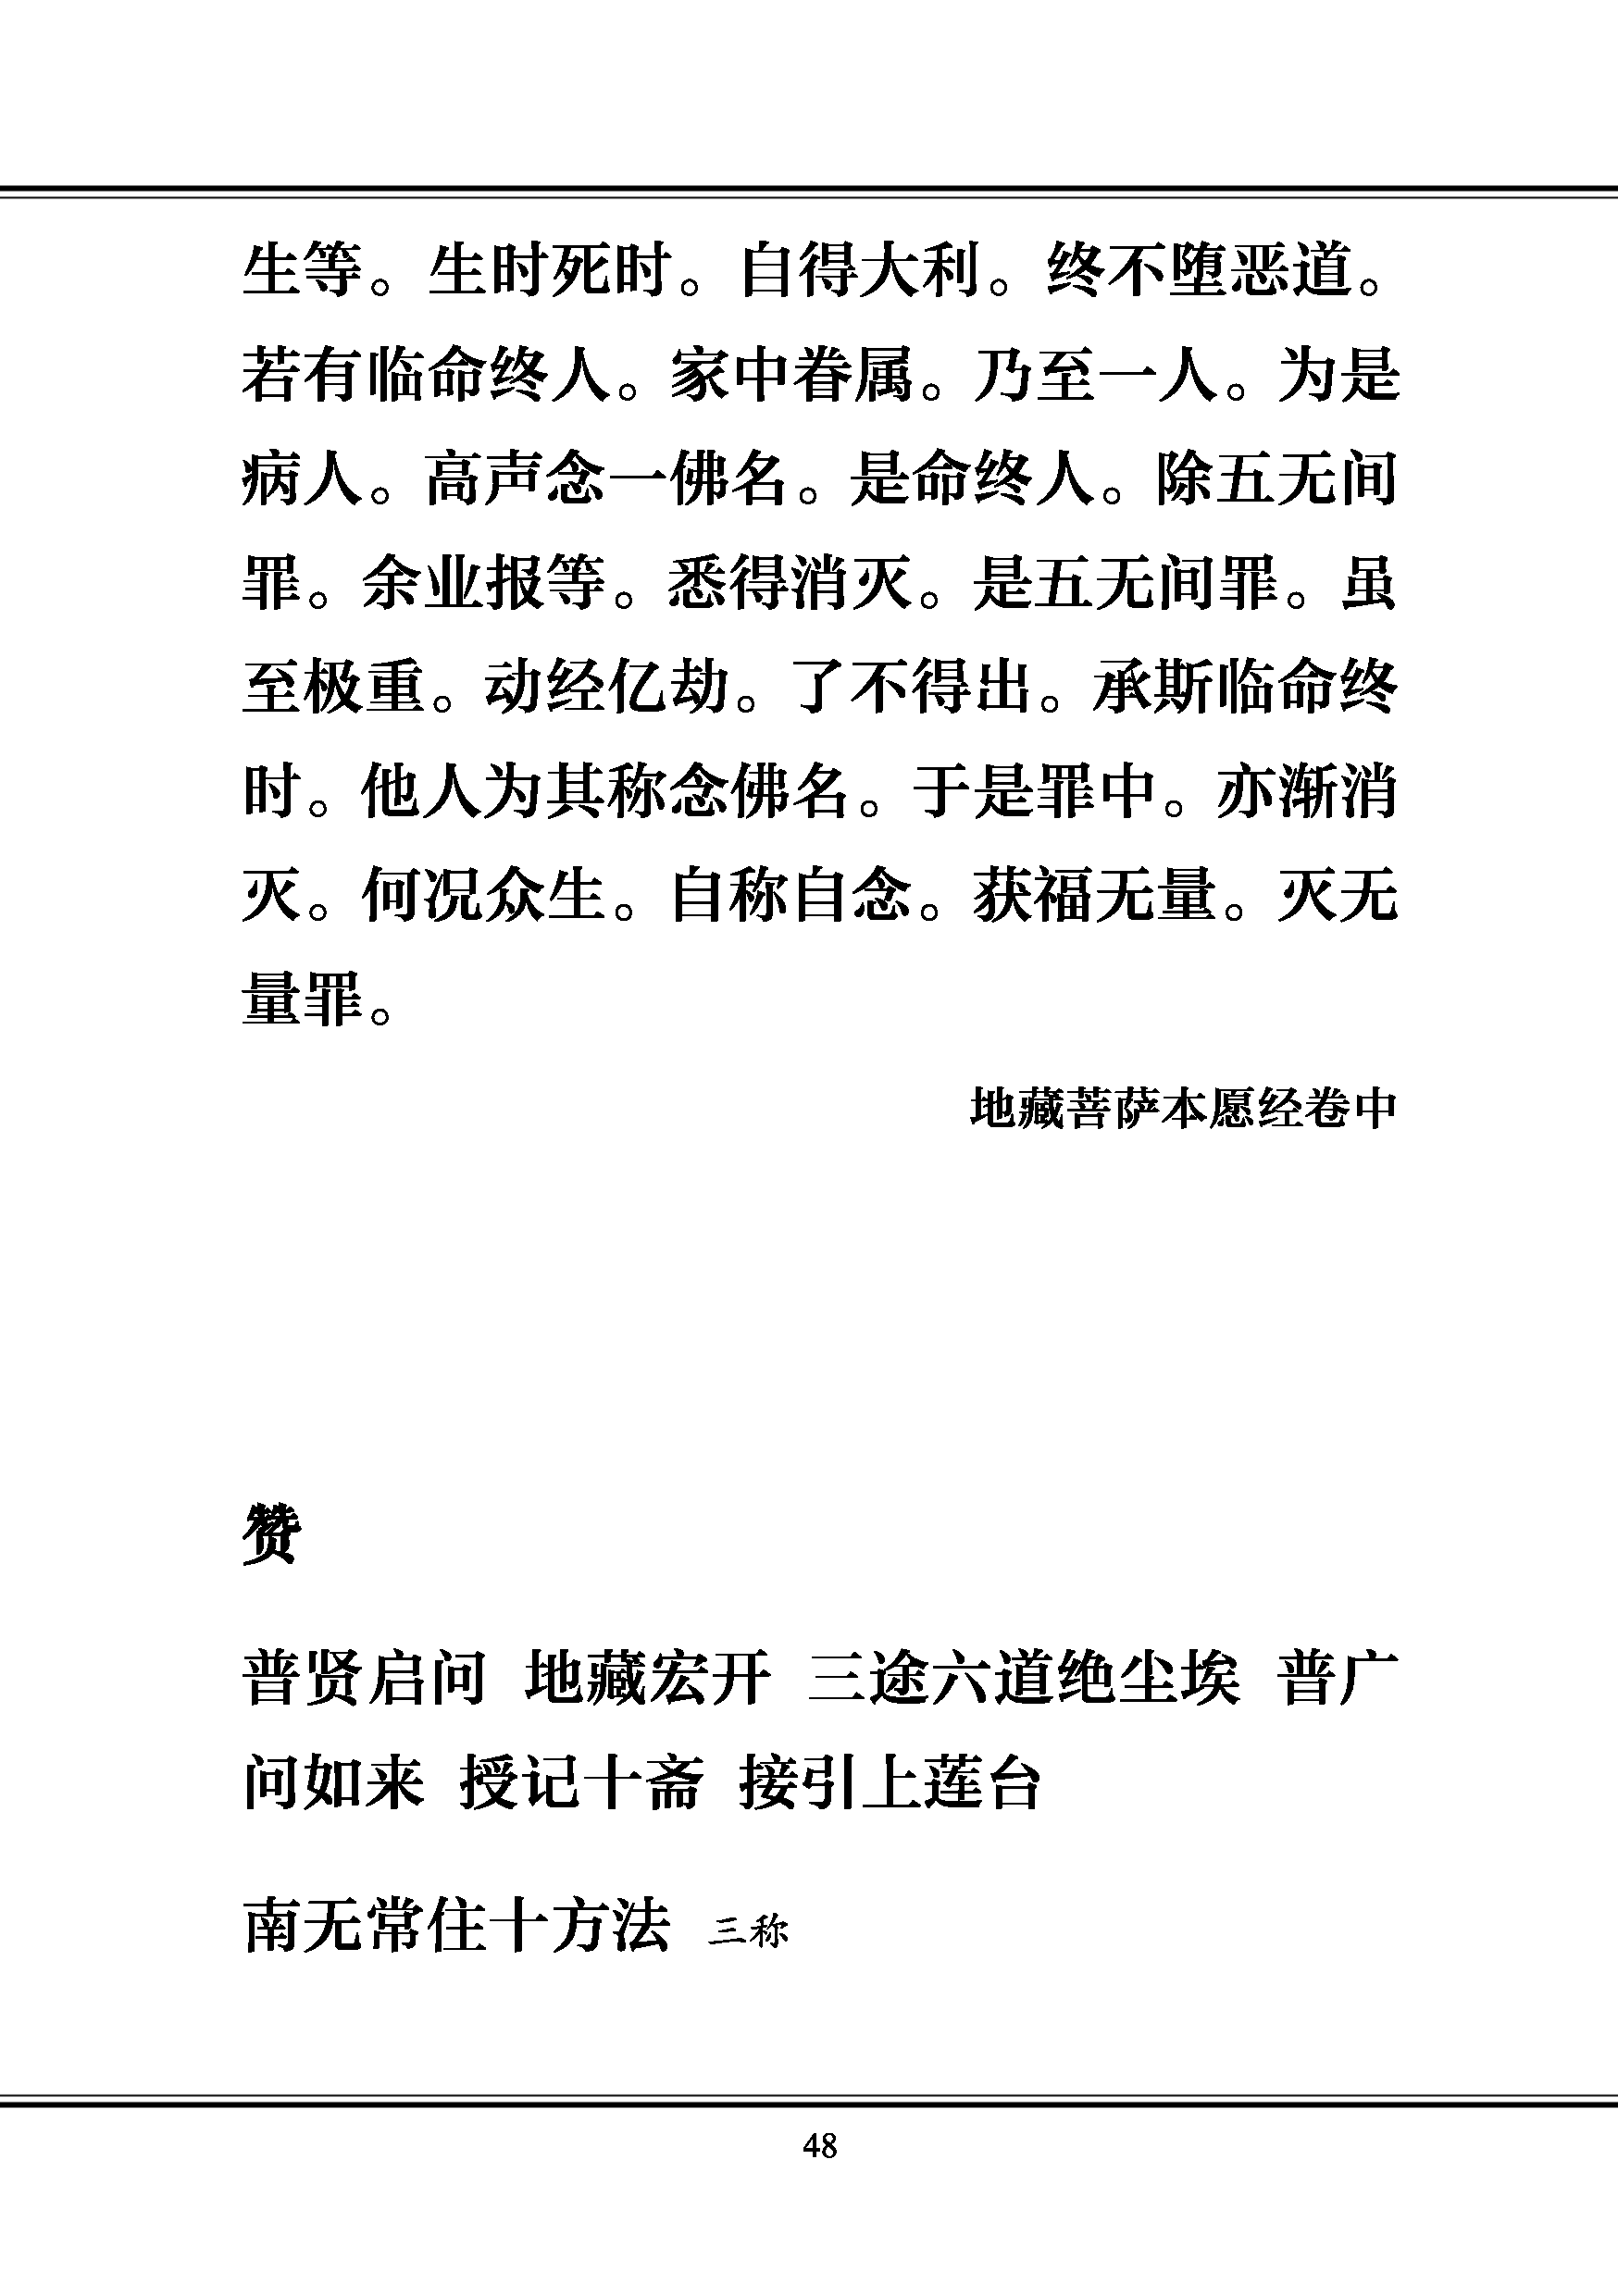 生等。生时死时。自得大利。终不堕恶道。
若有临命终人。家中眷属。乃至一人。为是
病人。高声念一佛名。是命终人。除五无间
罪。余业报等。悉得消灭。是五无间罪。虽
至极重。动经亿劫。了不得出。承斯临命终
时。他人为其称念佛名。于是罪中。亦渐消
灭。何况众生。自称自念。获福无量。灭无
量罪。
地藏菩萨本愿经卷中
赞
普贤启问 地藏宏开 三途六道绝尘埃 普广
问如来 授记十斋 接引上莲台
南无常住十方法 三称
48